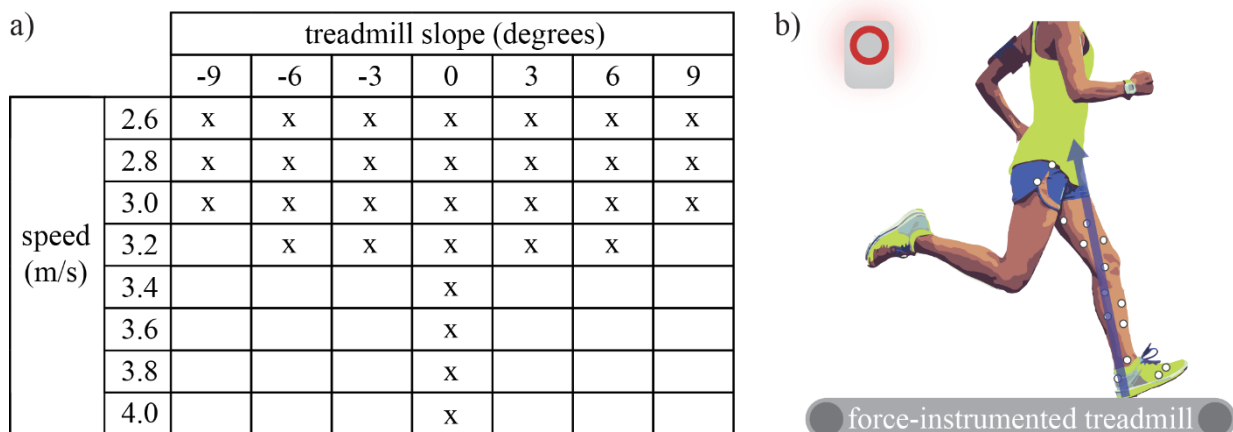 a)
treadmill slope (degrees)
-9 -6 -3 0 3 6 9
speed (m/s)
2.6 x x x x x x x
2.8 x x x x x x x
3.0 x x x x x x x
3.2 x x x x x
3.4 x
3.6 x
3.8 x
4.0 x
b)
force-instrumented treadmill